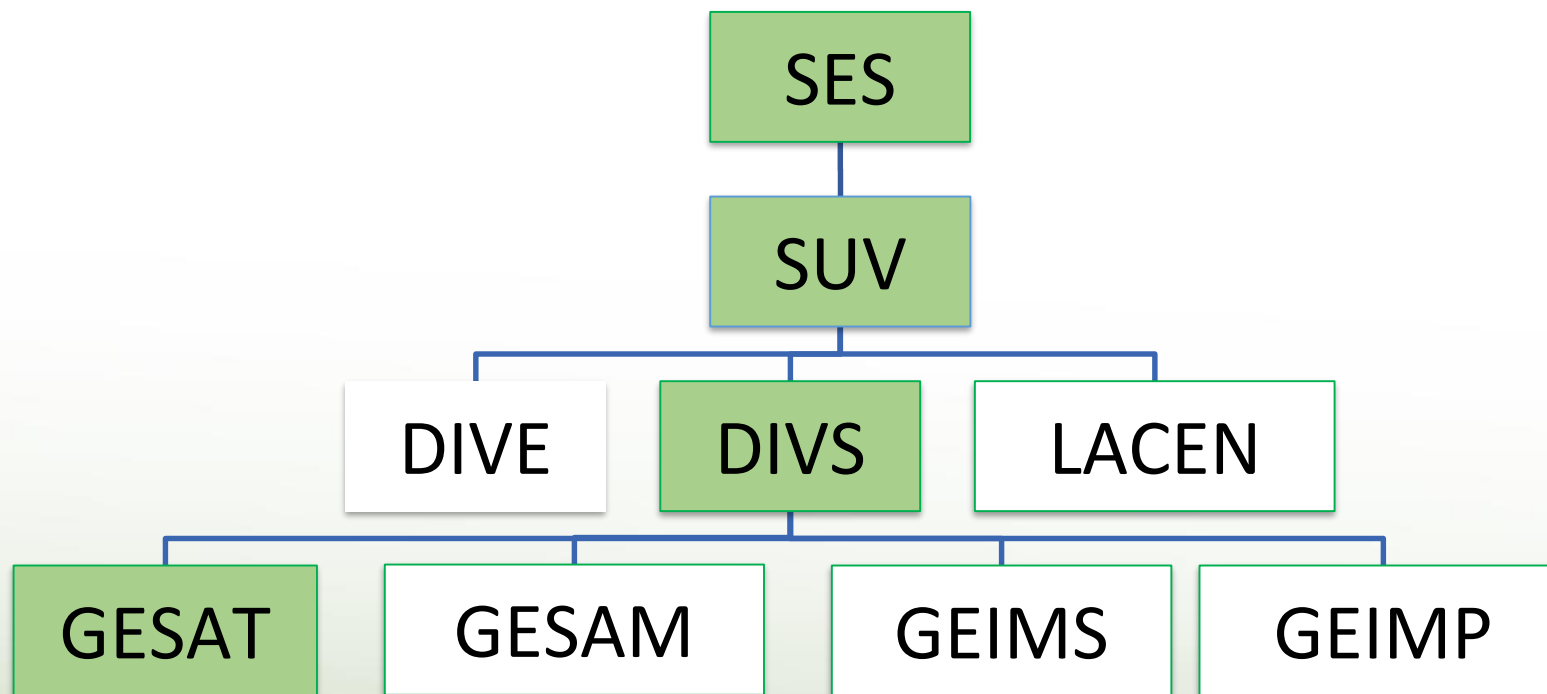 SES
SUV
DIVE
DIVS
LACEN
GESAT
GESAM
GEIMS
GEIMP